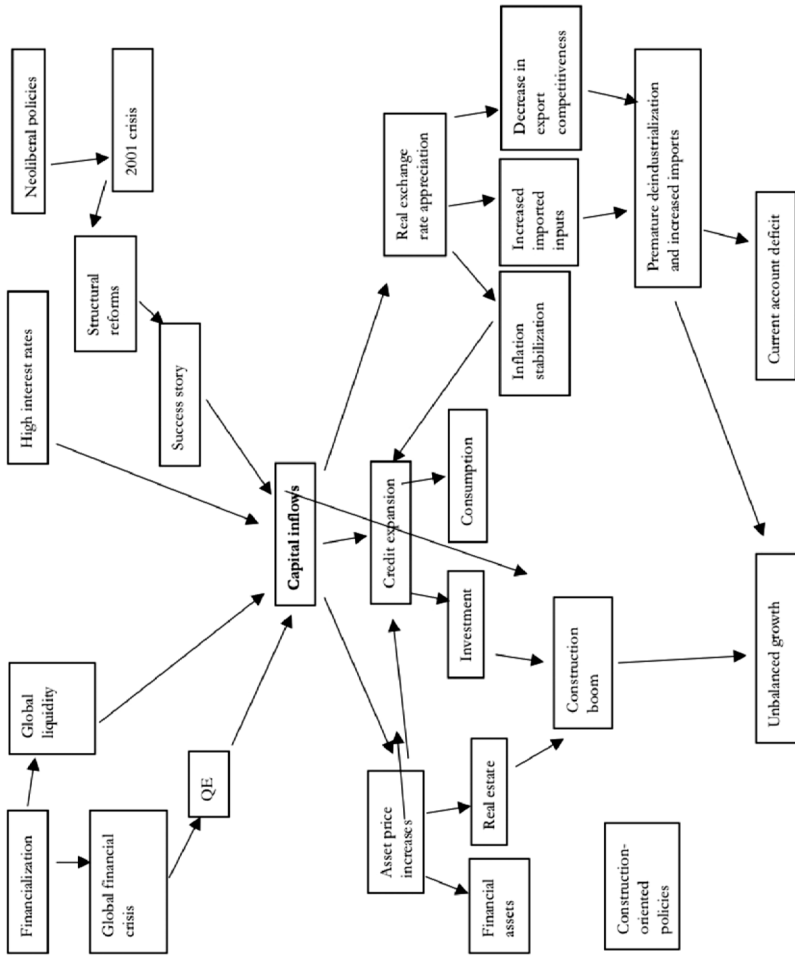 Financialization
Global
liquidity
High interest rates
Neoliberal policies
Global financial
crisis
Structural
reforms
2001 crisis
QE
Success story
Capital inflows
Asset price
increases
Credit expansion
Real exchange
rate appreciation
Financial
assets
Real estate
Investment
Consumption
Inflation
stabilization
Increased
imported
inputs
Decrease in
export
competitiveness
Construction-
oriented
policies
Construction
boom
Premature deindustrialization
and increased imports
Unbalanced growth
Current account deficit